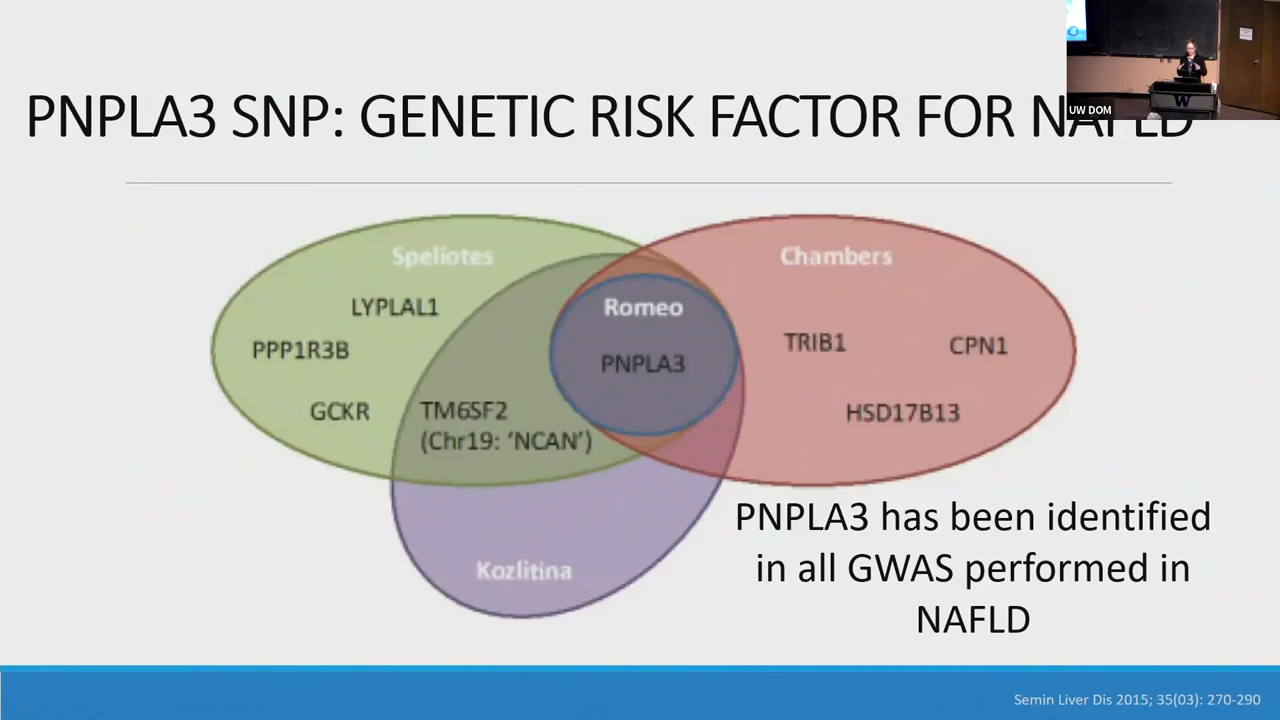 PNPLA3 SNP: GENETIC RISK FACTOR FOR NAFLD
UW DOM
W
Speliotes
Chambers
LYPLAL1
Romeo
PPP1R3B
TRIB1
CPN1
PNPLA3
GCKR
TM6SF2
HSD17B13
(Chr19: ‘NCAN’)
Kozlitina
PNPLA3 has been identified
in all GWAS performed in
NAFLD
Semin Liver Dis 2015; 35(03): 270-290